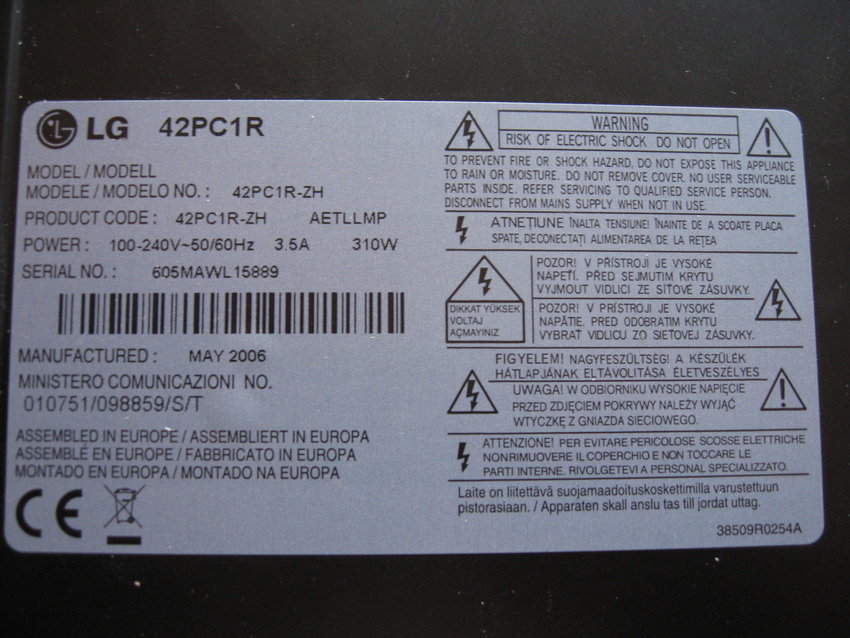 LG 42PC1R
MODEL / MODELL
MODELE / MODELO NO. : 42PC1R-ZH
PRODUCT CODE : 42PC1R-ZH AETLLMP
POWER : 100-240V~50/60Hz 3.5A 310W
SERIAL NO. : 605MAWL15889
MANUFACTURED : MAY 2006
MINISTERO COMUNICAZIONI NO.
010751/098859/S/T
ASSEMBLED IN EUROPE / ASSEMBLIERT IN EUROPA
ASSEMBLÉ EN EUROPE / FABBRICATO IN EUROPA
MONTADO EN EUROPA / MONTADO NA EUROPA
CE
WARNING
RISK OF ELECTRIC SHOCK DO NOT OPEN
TO PREVENT FIRE OR SHOCK HAZARD, DO NOT EXPOSE THIS APPLIANCE
TO RAIN OR MOISTURE. DO NOT REMOVE COVER. NO USER SERVICEABLE
PARTS INSIDE. REFER SERVICING TO QUALIFIED SERVICE PERSON.
DISCONNECT FROM MAINS SUPPLY WHEN NOT IN USE.
ATNEȚIUNE ÎNALTA TENSIUNE! ÎNAINTE DE A SCOATE PLACA
SPATE, DECONECTAȚI ALIMENTAREA DE LA REȚEA
DIKKAT YÜKSEK
VOLTAJ
AÇMAYINIZ
POZOR! V PŘÍSTROJI JE VYSOKÉ
NAPETÍ. PŘED SEJMUTIM KRYTU
VYJMOUT VIDLICI ZE SÍŤOVE ZÁSUVKY.
POZOR! V PRÍSTROJI JE VYSOKÉ
NAPÄTIE. PRED ODOBRATIM KRYTU
VYBRAŤ VIDLICU ZO SIEŤOVEJ ZÁSUVKY.
FIGYELEM! NAGYFESZÜLTSÉG! A KÉSZÜLÉK
HÁTLAPJÁNAK ELTÁVOLÍTÁSA ÉLETVESZÉLYES
UWAGA! W ODBIORNIKU WYSOKIE NAPIĘCIE
PRZED ZDJĘCIEM POKRYWY NALEŻY WYJĄĆ
WTYCZKĘ Z GNIAZDA SIECIOWEGO.
ATTENZIONE! PER EVITARE PERICOLOSE SCOSSE ELETTRICHE
NON RIMUOVERE IL COPERCHIO E NON TOCCARE LE
PARTI INTERNE. RIVOLGETEVI A PERSONAL SPECIALIZZATO.
Laite on liitettävä suojamaadoituskoskettimilla varustettuun
pistorasiaan. / Apparaten skall anslu tas till jordat uttag.
38509R0254A